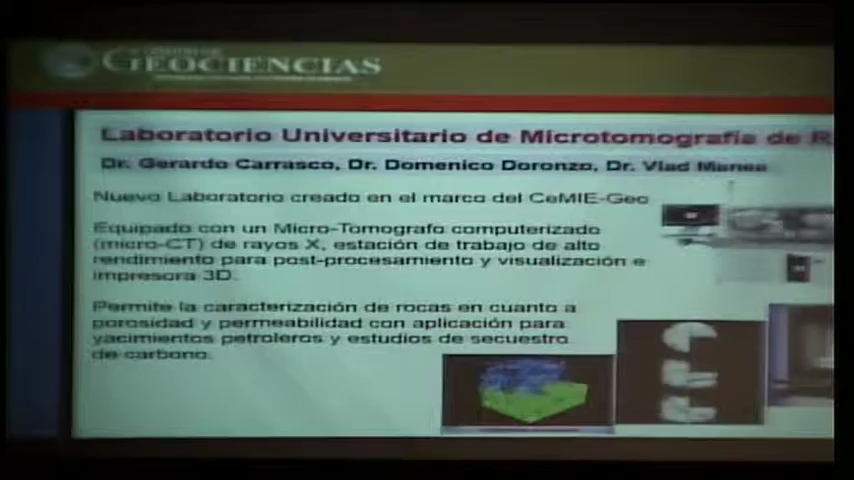 GEOCIENCIAS
Laboratorio Universitario de Microtomografía de R
Dr. Gerardo Carrasco, Dr. Domenico Doronzo, Dr. Vlad Manea
Nuevo Laboratorio creado en el marco del CeMIE-Geo
Equipado con un Micro-Tomografo computerizado
(micro-CT) de rayos X, estación de trabajo de alto
rendimiento para post-procesamiento y visualización e
impresora 3D.
Permite la caracterización de rocas en cuanto a
porosidad y permeabilidad con aplicación para
yacimientos petroleros y estudios de secuestro
de carbono.